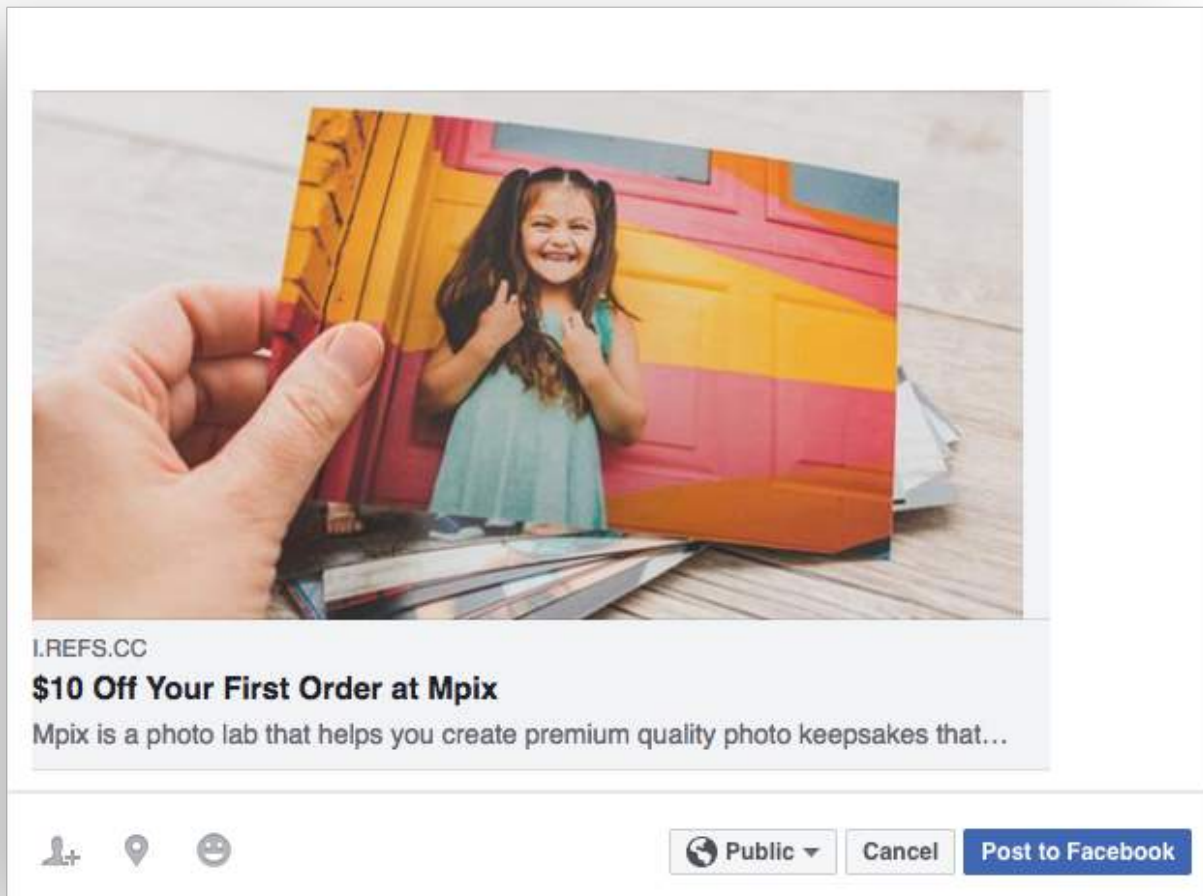 I.REFS.CC
$10 Off Your First Order at Mpix
Mpix is a photo lab that helps you create premium quality photo keepsakes that...
Public Cancel Post to Facebook